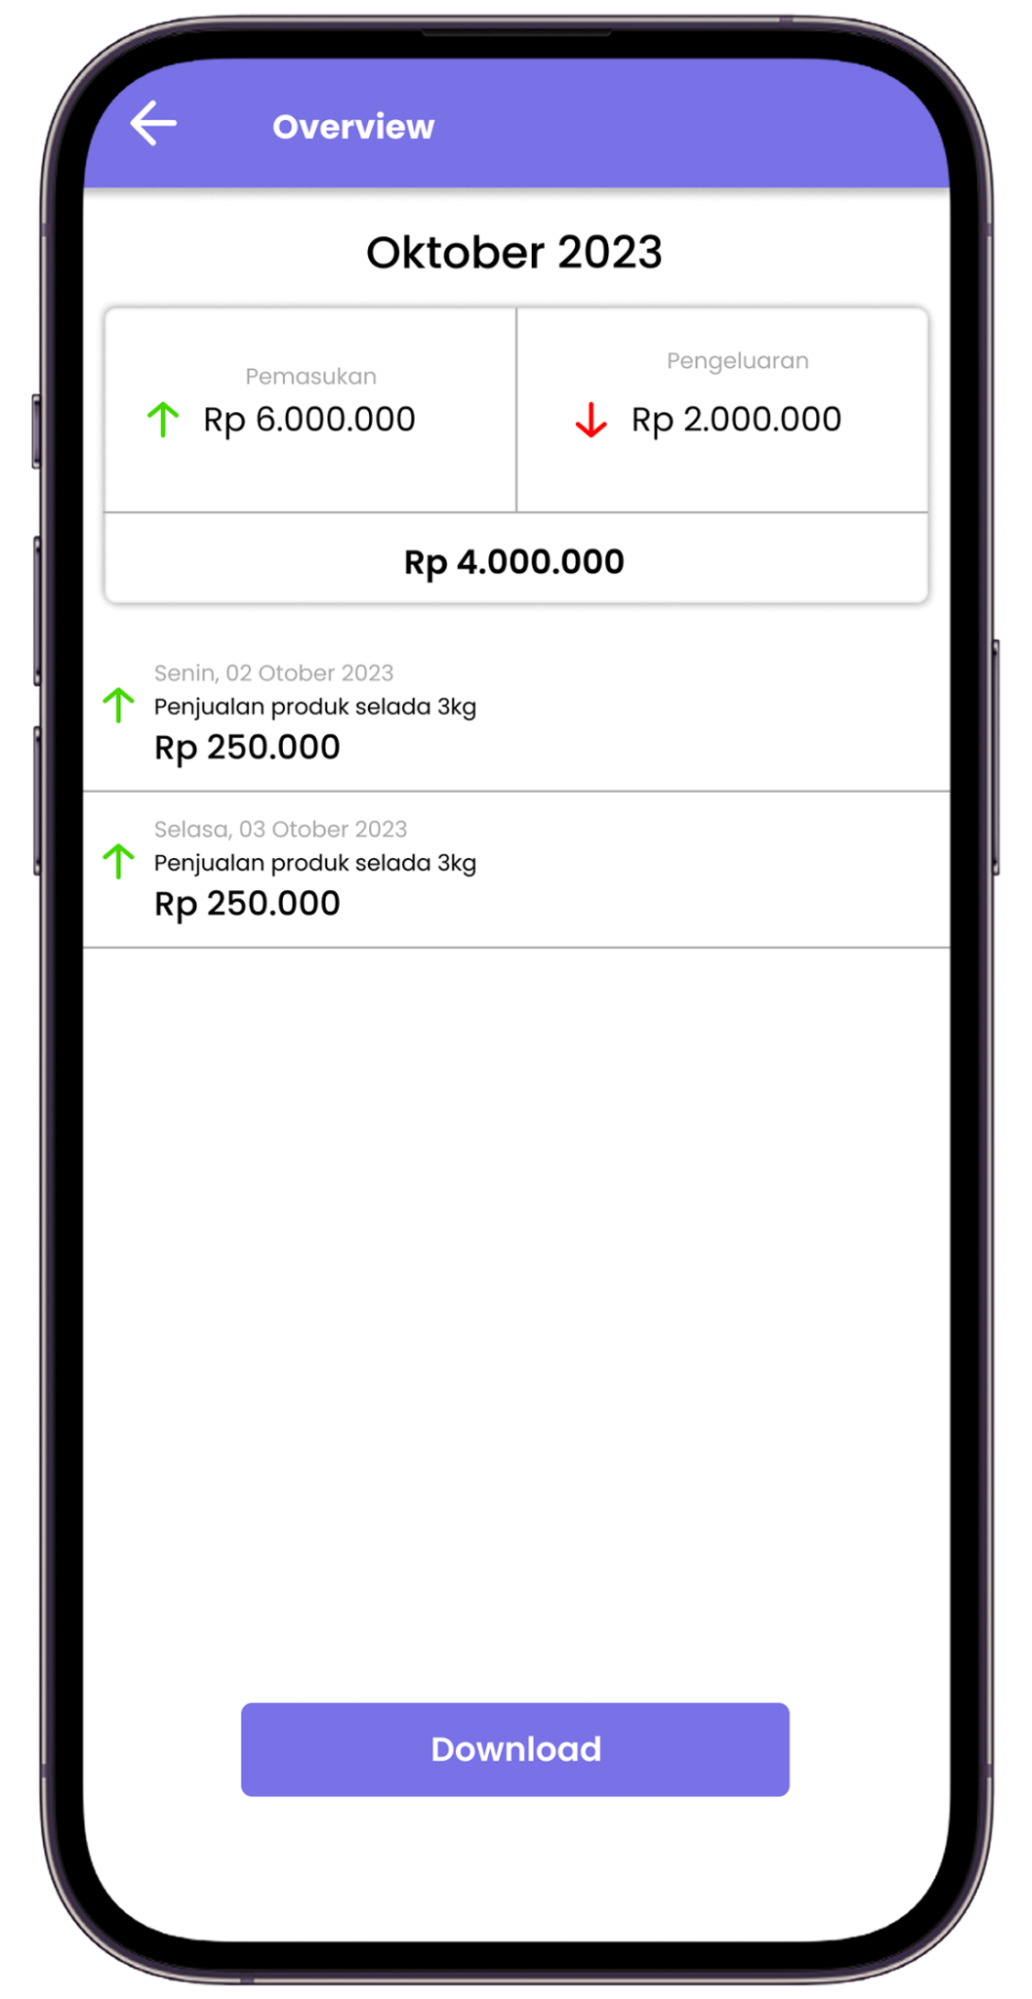 Overview
Oktober 2023
Pemasukan
Rp 6.000.000
Pengeluaran
Rp 2.000.000
Rp 4.000.000
Senin, 02 Otober 2023
Penjualan produk selada 3kg
Rp 250.000
Selasa, 03 Otober 2023
Penjualan produk selada 3kg
Rp 250.000
Download